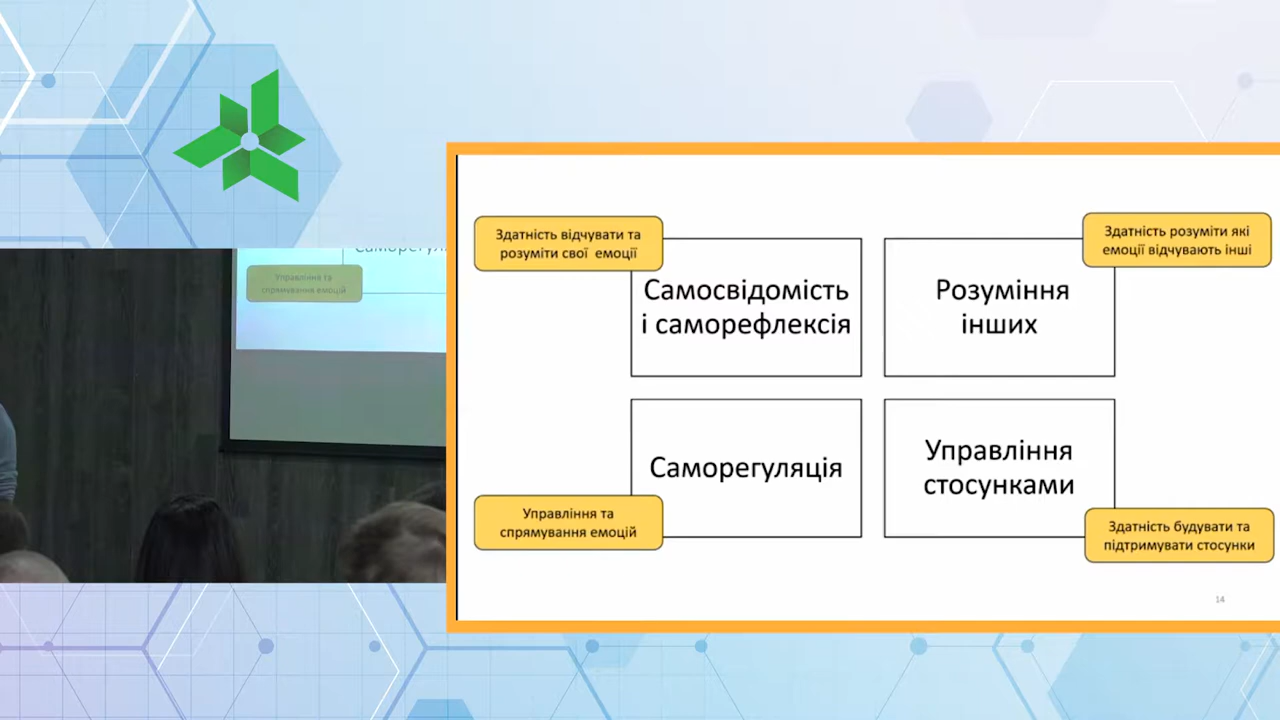 Здатність відчувати та
розуміти свої емоції
Самосвідомість
і саморефлексія
Здатність розуміти які
емоції відчувають інші
Розуміння
інших
Саморегуляція
Управління та
спрямування емоцій
Управління
стосунками
Здатність будувати та
підтримувати стосунки
14
Управління та
спрямування емоцій